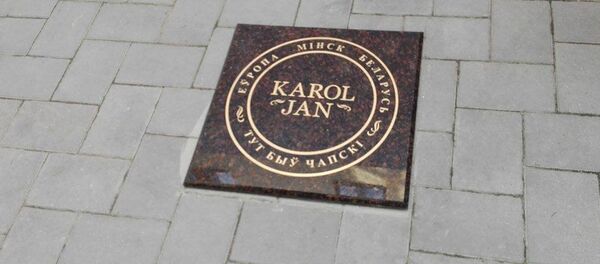 ЕЎРОПА · МІНСК · БЕЛАРУСЬ
KAROL
JAN
ТУТ БЫЎ ЧАПСКІ